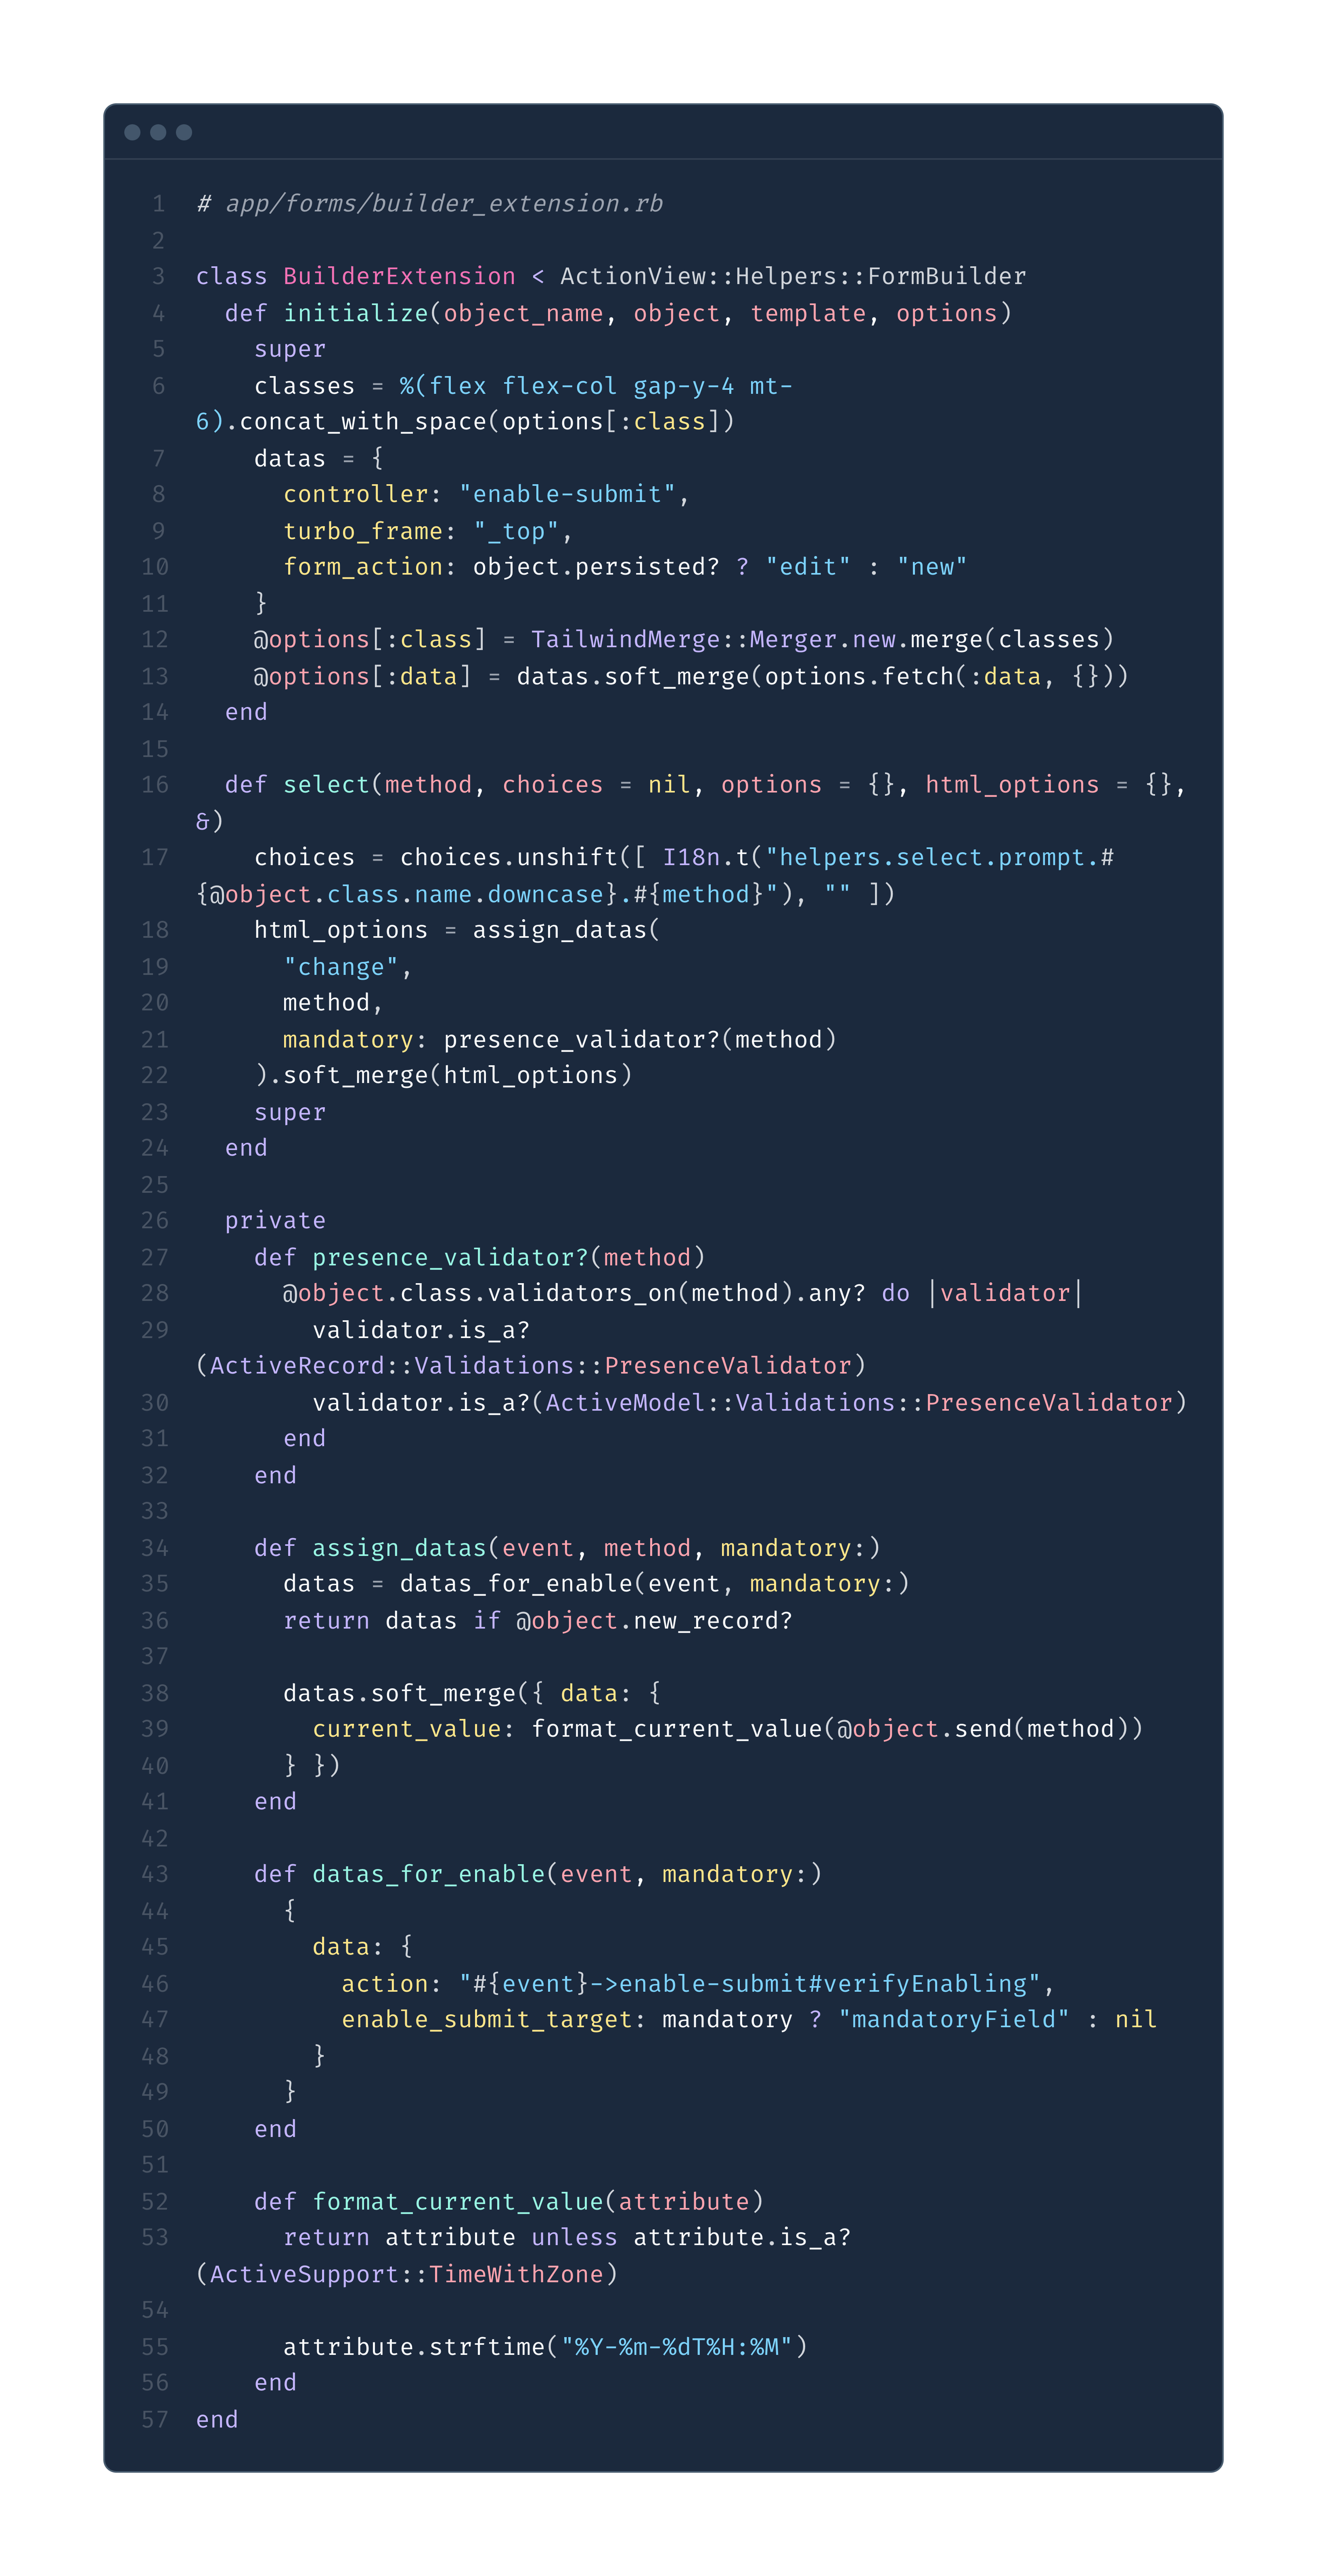 1 # app/forms/builder_extension.rb
2
3 class BuilderExtension < ActionView::Helpers::FormBuilder
4   def initialize(object_name, object, template, options)
5     super
6     classes = %(flex flex-col gap-y-4 mt-
6).concat_with_space(options[:class])
7     datas = {
8       controller: "enable-submit",
9       turbo_frame: "_top",
10       form_action: object.persisted? ? "edit" : "new"
11     }
12     @options[:class] = TailwindMerge::Merger.new.merge(classes)
13     @options[:data] = datas.soft_merge(options.fetch(:data, {}))
14   end
15
16   def select(method, choices = nil, options = {}, html_options = {},
&)
17     choices = choices.unshift([ I18n.t("helpers.select.prompt.#
{@object.class.name.downcase}.#{method}"), "" ])
18     html_options = assign_datas(
19       "change",
20       method,
21       mandatory: presence_validator?(method)
22     ).soft_merge(html_options)
23     super
24   end
25
26   private
27     def presence_validator?(method)
28       @object.class.validators_on(method).any? do |validator|
29         validator.is_a?
(ActiveRecord::Validations::PresenceValidator)
30         validator.is_a?(ActiveModel::Validations::PresenceValidator)
31       end
32     end
33
34     def assign_datas(event, method, mandatory:)
35       datas = datas_for_enable(event, mandatory:)
36       return datas if @object.new_record?
37
38       datas.soft_merge({ data: {
39         current_value: format_current_value(@object.send(method))
40       } })
41     end
42
43     def datas_for_enable(event, mandatory:)
44       {
45         data: {
46           action: "#{event}->enable-submit#verifyEnabling",
47           enable_submit_target: mandatory ? "mandatoryField" : nil
48         }
49       }
50     end
51
52     def format_current_value(attribute)
53       return attribute unless attribute.is_a?
(ActiveSupport::TimeWithZone)
54
55       attribute.strftime("%Y-%m-%dT%H:%M")
56     end
57 end